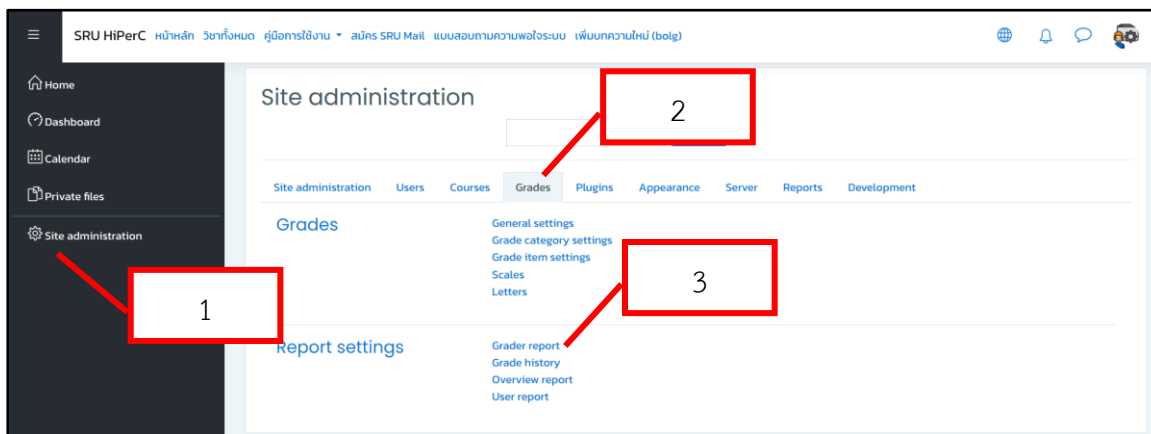 SRU HiPerC หน้าหลัก วิชาทั้งหมด คู่มือการใช้งาน สมัคร SRU Mail แบบสอบถามความพอใจระบบ เพิ่มบทความใหม่ (bolg)
Home
Dashboard
Calendar
Private files
Site administration
1
Site administration
2
Site administration Users Courses Grades Plugins Appearance Server Reports Development
Grades
General settings
Grade category settings
Grade item settings
Scales
Letters
3
Report settings
Grader report
Grade history
Overview report
User report